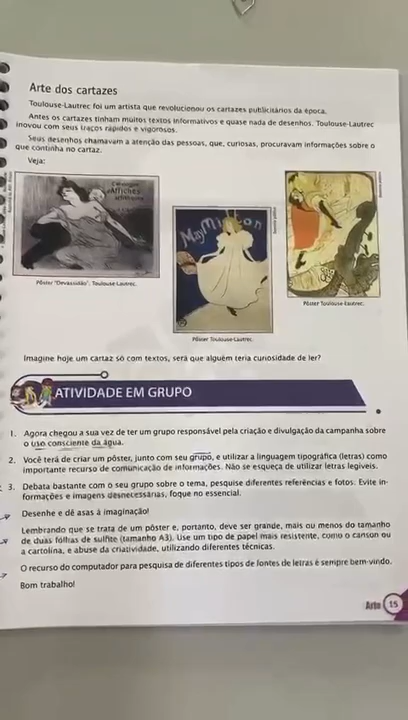 Arte dos cartazes
Toulouse-Lautrec foi um artista que revolucionou os cartazes publicitários da época.
Antes os cartazes tinham muitos textos informativos e quase nada de desenhos. Toulouse-Lautrec
inovou com seus traços rápidos e vigorosos.
Seus desenhos chamavam a atenção das pessoas, que, curiosas, procuravam informações sobre o
que continha no cartaz.
Veja:
Affiches
May Milton
Pôster "Devassidão". Toulouse-Lautrec.
Pôster Toulouse-Lautrec.
Pôster Toulouse-Lautrec.
Imagine hoje um cartaz só com textos, será que alguém teria curiosidade de ler?
ATIVIDADE EM GRUPO
1. Agora chegou a sua vez de ter um grupo responsável pela criação e divulgação da campanha sobre
o uso consciente da água.
2. Você terá de criar um pôster, junto com seu grupo, e utilizar a linguagem tipográfica (letras) como
importante recurso de comunicação de informações. Não se esqueça de utilizar letras legíveis.
3. Debata bastante com o seu grupo sobre o tema, pesquise diferentes referências e fotos. Evite in-
formações e imagens desnecessárias, foque no essencial.
Desenhe e dê asas à imaginação!
Lembrando que se trata de um pôster e, portanto, deve ser grande, mais ou menos do tamanho
de duas folhas de sulfite (tamanho A3). Use um tipo de papel mais resistente, como o canson ou
a cartolina, e abuse da criatividade, utilizando diferentes técnicas.
O recurso do computador para pesquisa de diferentes tipos de fontes de letras é sempre bem-vindo.
Bom trabalho!
Arte 15